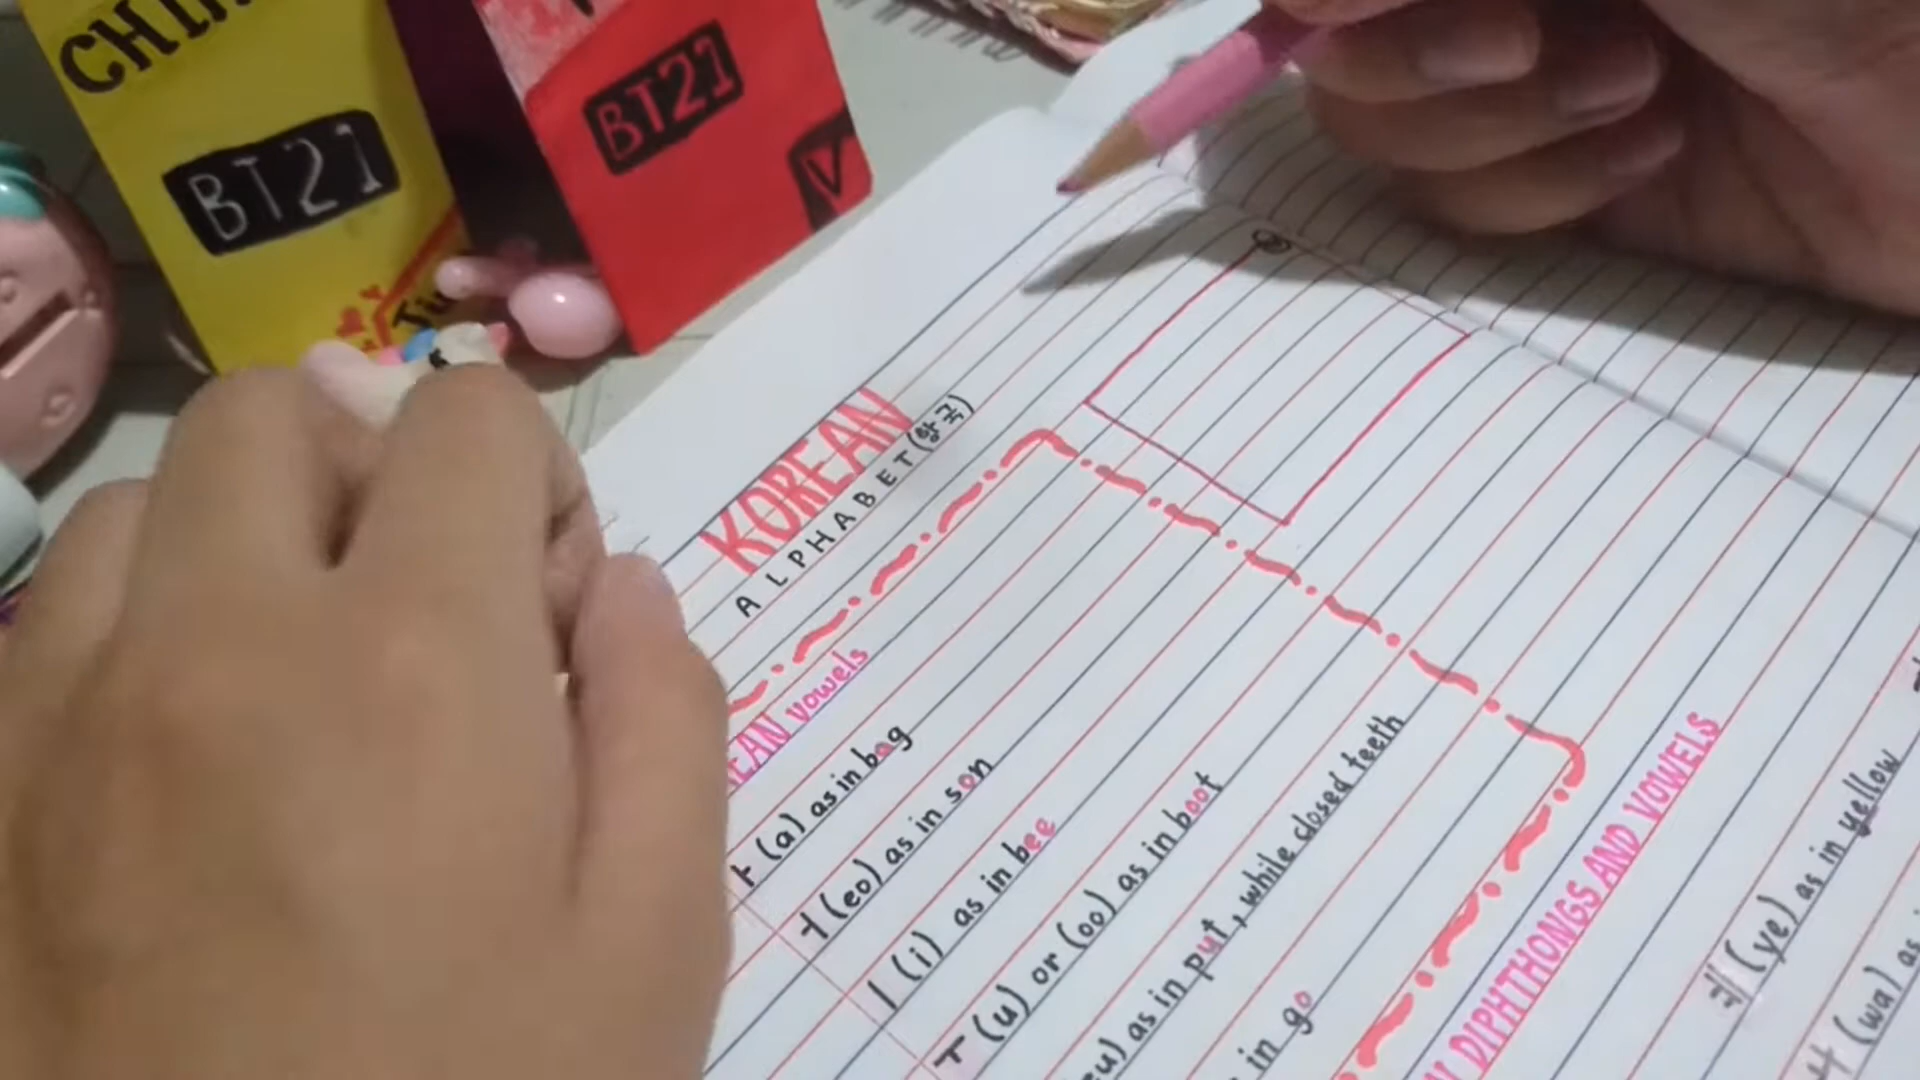 BT21
BT21
V
KOREAN
ALPHABET (한국)
vowels
ㅏ (a) as in bag
ㅓ (eo) as in son
ㅣ (i) as in bee
ㅜ (u) or (oo) as in boot
as in put, while closed teeth
in go
DIPHTHONGS AND VOWELS
ㅖ (ye) as in yellow
ㅘ (wa) as